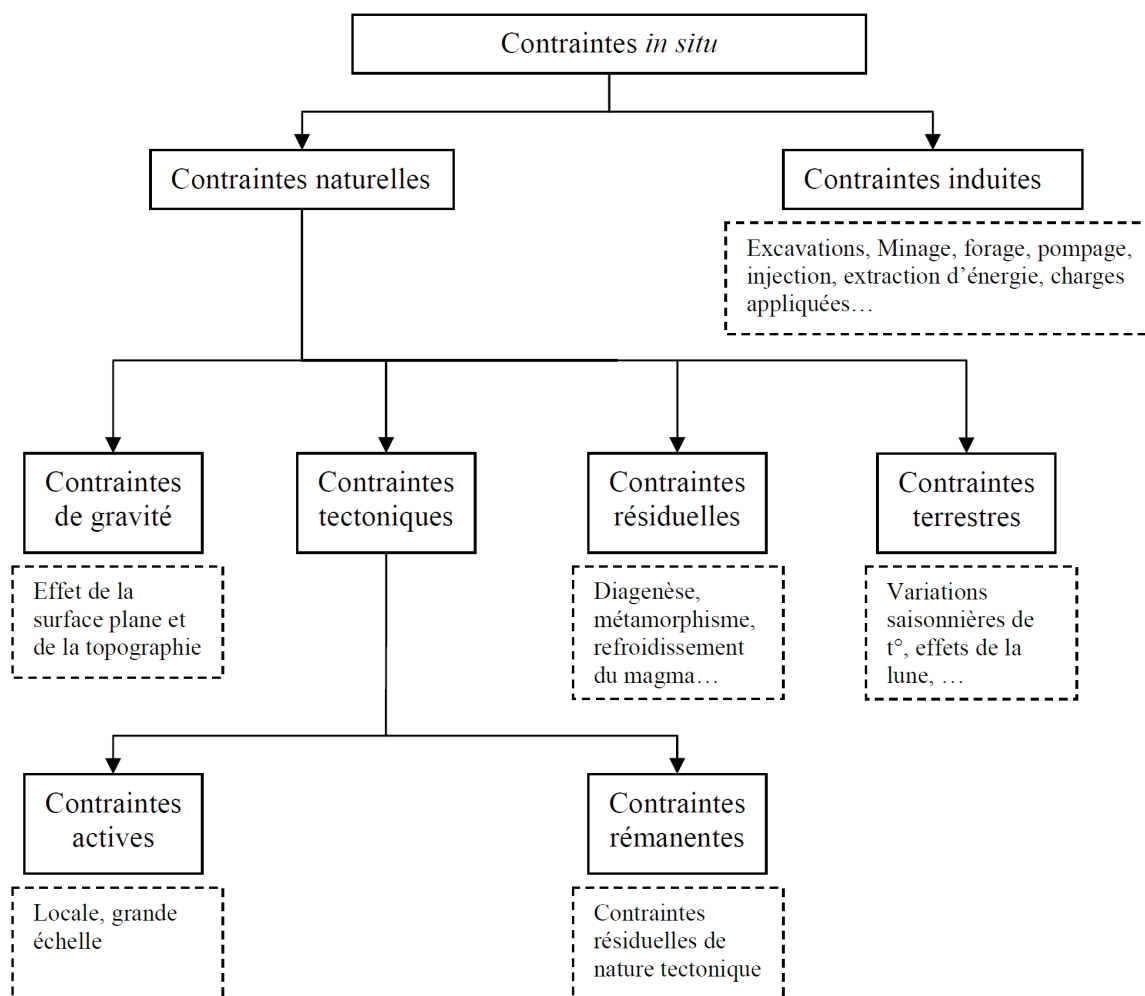 Contraintes in situ
Contraintes naturelles
Contraintes induites
Excavations, Minage, forage, pompage,
injection, extraction d’énergie, charges
appliquées…
Contraintes
de gravité
Effet de la
surface plane et
de la topographie
Contraintes
tectoniques
Contraintes
résiduelles
Diagenèse,
métamorphisme,
refroidissement
du magma…
Contraintes
terrestres
Variations
saisonnières de
t°, effets de la
lune, …
Contraintes
actives
Locale, grande
échelle
Contraintes
rémanentes
Contraintes
résiduelles de
nature tectonique